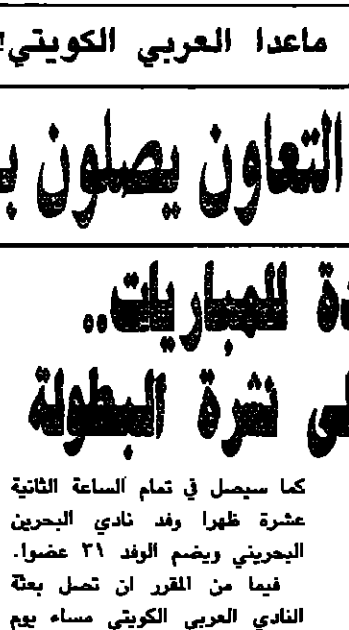 ماعدا العربي الكويتي!
التعاون يصلون
للمباريات..
نشرة البطولة
كما سيصل في تمام الساعة الثانية
عشرة ظهرا وفد نادي البحرين
البحريني ويضم الوفد ٣١ عضوا.
فيما من المقرر ان تصل بعثة
النادي العربي الكويتي مساء يوم